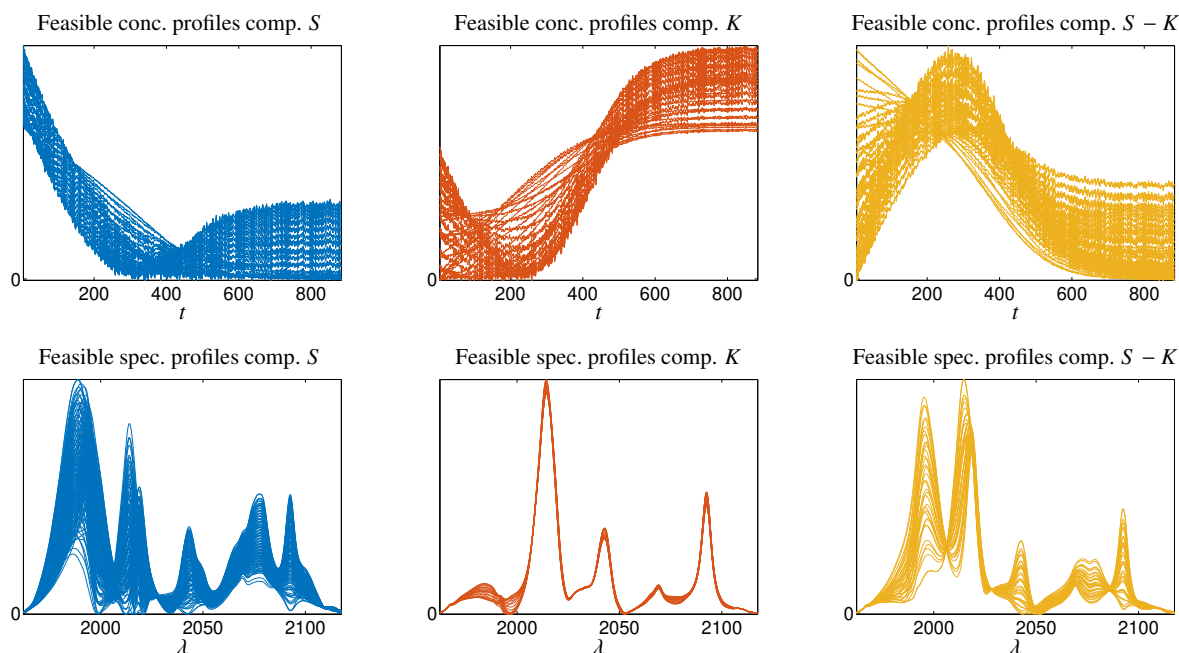 Feasible conc. profiles comp. S
Feasible conc. profiles comp. K
Feasible conc. profiles comp. S − K
0
200 400 600 800
t
0
200 400 600 800
t
0
200 400 600 800
t
Feasible spec. profiles comp. S
Feasible spec. profiles comp. K
Feasible spec. profiles comp. S − K
0
2000 2050 2100
λ
0
2000 2050 2100
λ
0
2000 2050 2100
λ